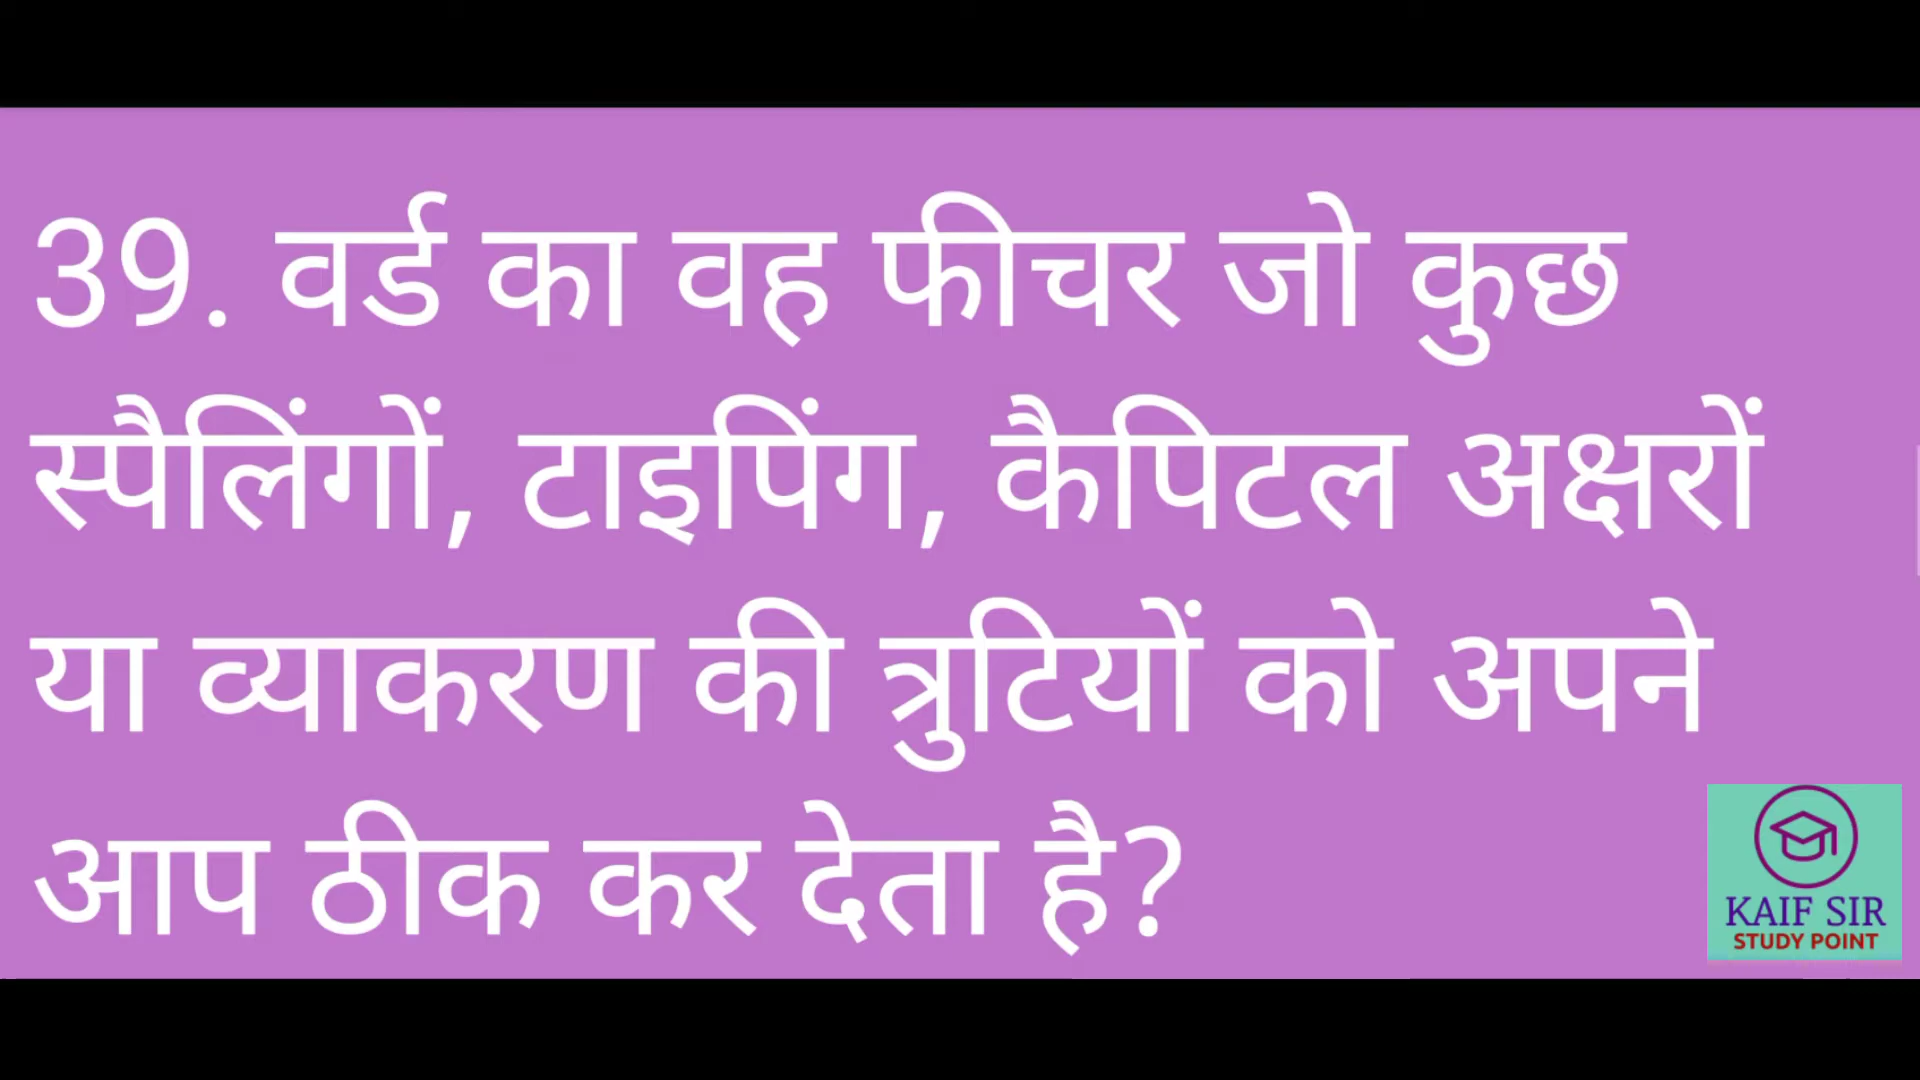 39. वर्ड का वह फीचर जो कुछ
स्पैलिंगों, टाइपिंग, कैपिटल अक्षरों
या व्याकरण की त्रुटियों को अपने
आप ठीक कर देता है?
KAIF SIR
STUDY POINT